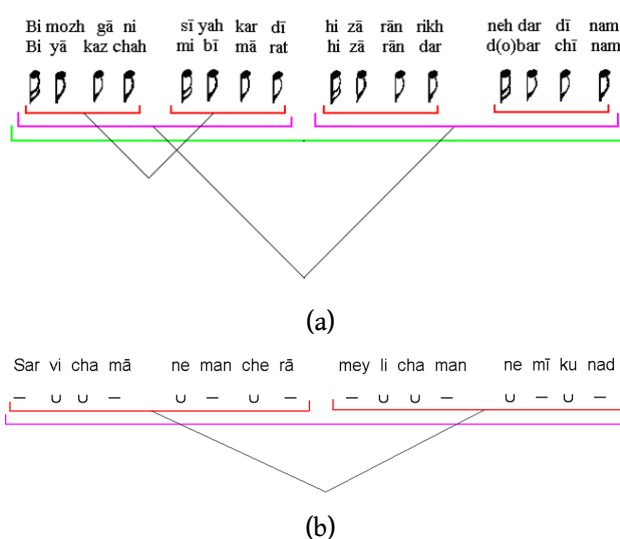 Bi mozh gā ni sī yah kar dī hi zā rān rikh neh dar dī nam
Bi yā kaz chah mi bī mā rat hi zā rān dar d(o)bar chī nam
(a)
Sar vi cha mā ne man che rā mey li cha man ne mī ku nad
– ∪ ∪ – ∪ – ∪ – – ∪ ∪ – ∪ – ∪ –
(b)